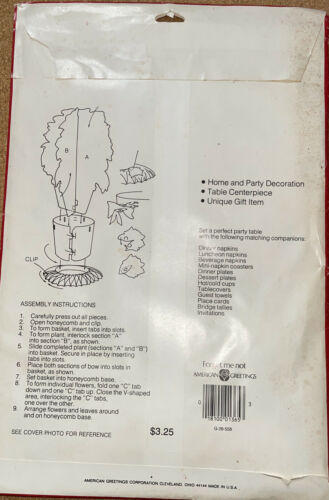 B
A
CLIP
• Home and Party Decoration
• Table Centerpiece
• Unique Gift Item
Set a perfect party table
with the following matching companions:
Dinner napkins
Luncheon napkins
Beverage napkins
Mini-napkin coasters
Dinner plates
Dessert plates
Hot/cold cups
Tablecovers
Guest towels
Place cards
Bridge tallies
Invitations
ASSEMBLY INSTRUCTIONS
1. Carefully press out all pieces.
2. Open honeycomb and clip.
3. To form basket, insert tabs into slots.
4. To form plant, interlock section "A"
into section "B", as shown.
5. Slide completed plant (sections "A" and "B")
into basket. Secure in place by inserting
tabs into slots.
6. Place both sections of bow into slots in
basket, as shown.
7. Set basket into honeycomb base.
8. To form individual flowers, fold one "C" tab
down and one "C" tab up. Close the V-shaped
area, interlocking the "C" tabs,
one over the other.
9. Arrange flowers and leaves around
and on honeycomb base.
SEE COVER PHOTO FOR REFERENCE
$3.25
Forget me not
AMERICAN GREETINGS
0
3
18100 01365
AMERICAN GREETINGS CORPORATION CLEVELAND, OHIO 44144 MADE IN U.S.A.